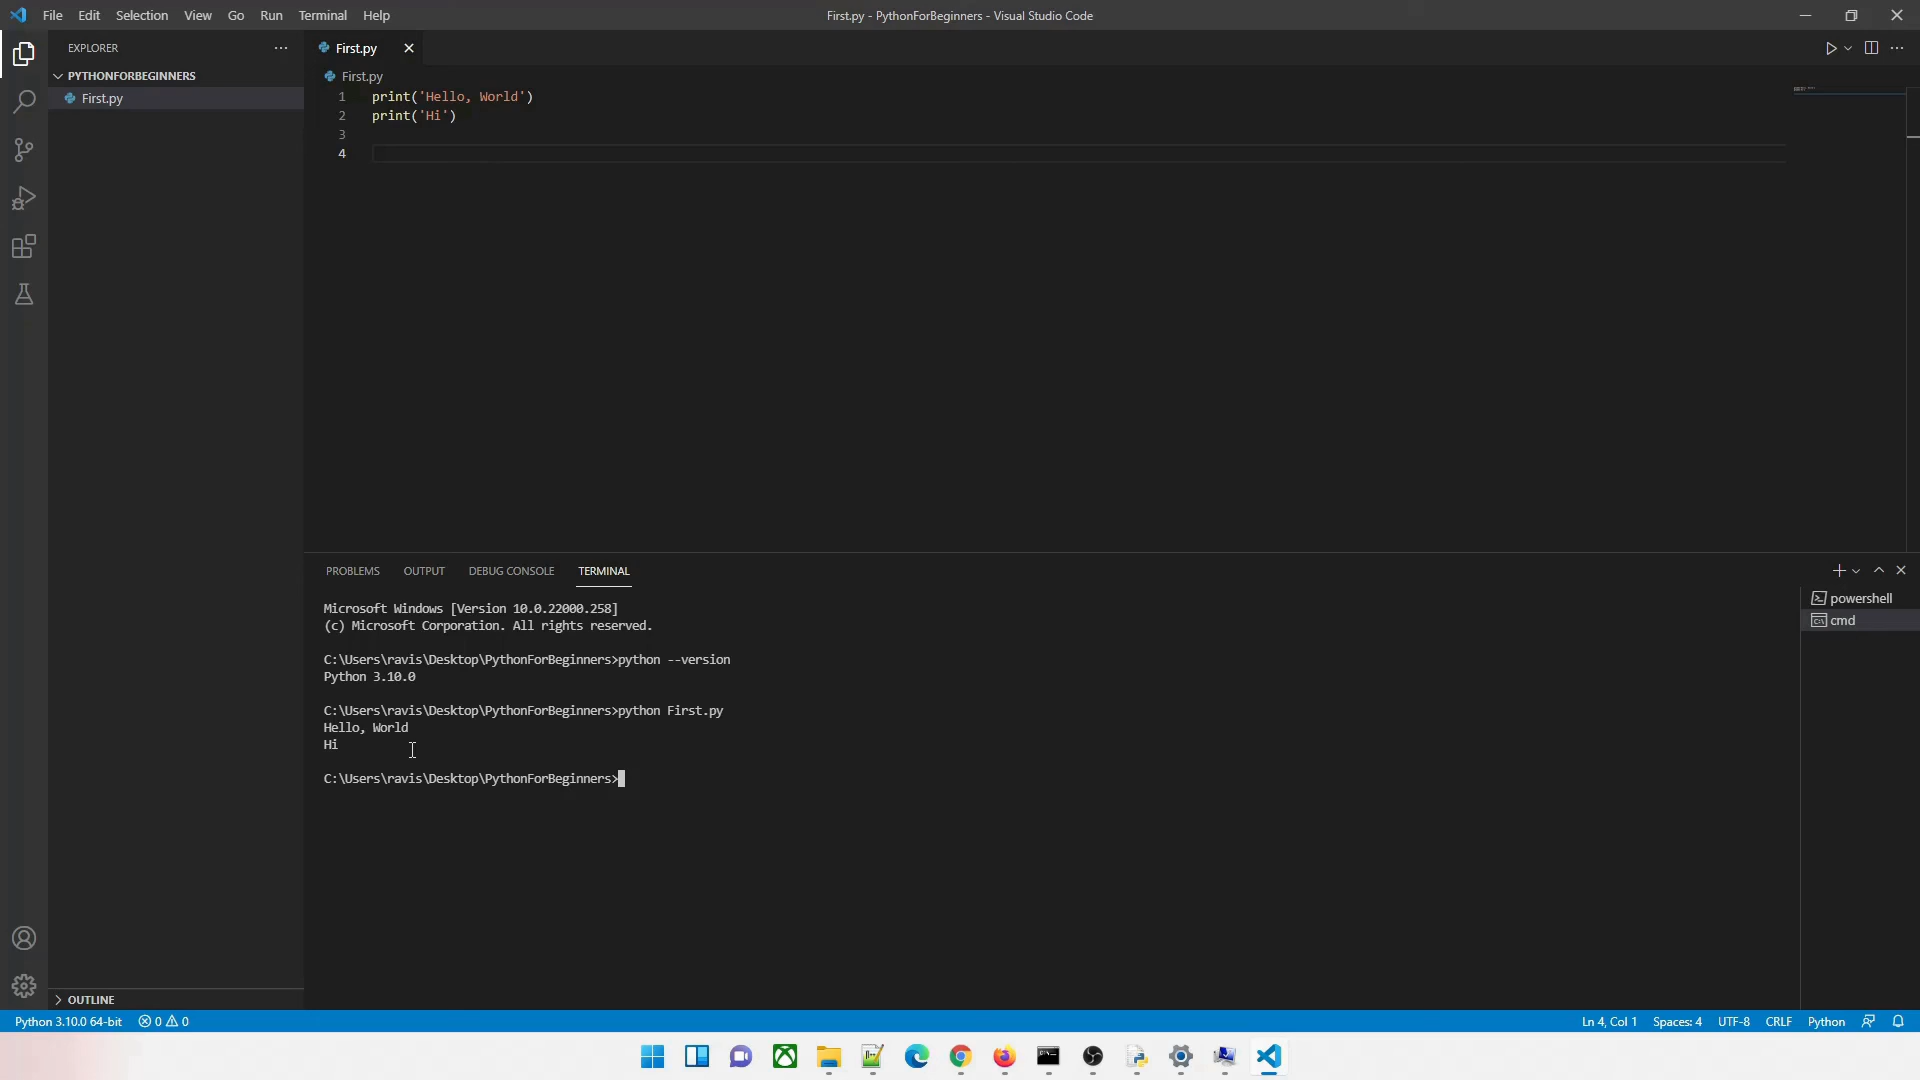 File Edit Selection View Go Run Terminal Help
First.py - PythonForBeginners - Visual Studio Code
EXPLORER
PYTHONFORBEGINNERS
First.py
First.py
First.py
1 print('Hello, World')
2 print('Hi')
3
4
PROBLEMS OUTPUT DEBUG CONSOLE TERMINAL
Microsoft Windows [Version 10.0.22000.258]
(c) Microsoft Corporation. All rights reserved.
C:\Users\ravis\Desktop\PythonForBeginners>python --version
Python 3.10.0
C:\Users\ravis\Desktop\PythonForBeginners>python First.py
Hello, World
Hi
C:\Users\ravis\Desktop\PythonForBeginners>
powershell
cmd
OUTLINE
Python 3.10.0 64-bit 0 0
Ln 4, Col 1 Spaces: 4 UTF-8 CRLF Python